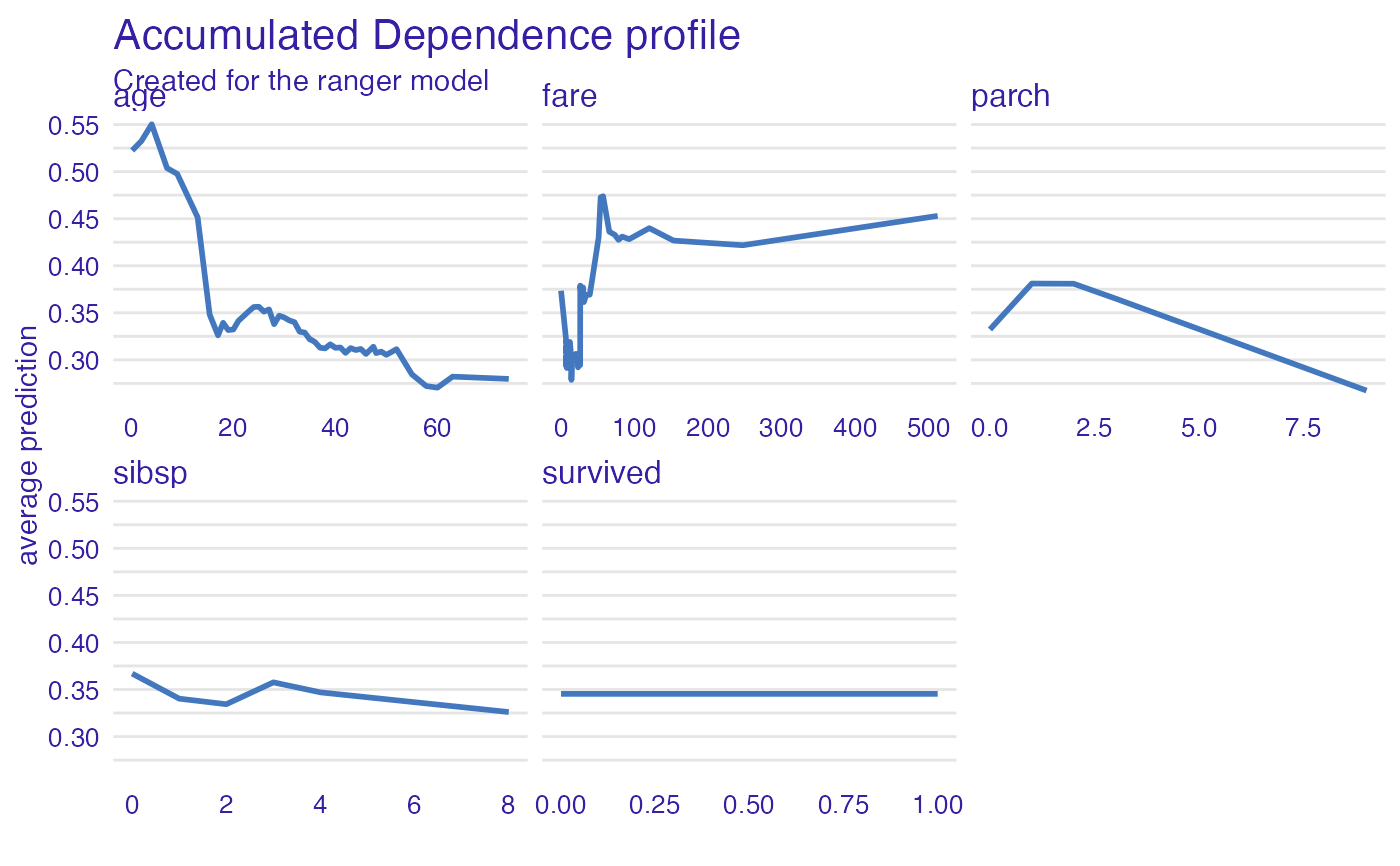 Accumulated Dependence profile
Created for the ranger model
age fare parch
0.55
0.50
0.45
0.40
0.35
0.30
0 20 40 60 0 100 200 300 400 500 0.0 2.5 5.0 7.5
average prediction
sibsp survived
0.55
0.50
0.45
0.40
0.35
0.30
0 2 4 6 8 0.00 0.25 0.50 0.75 1.00